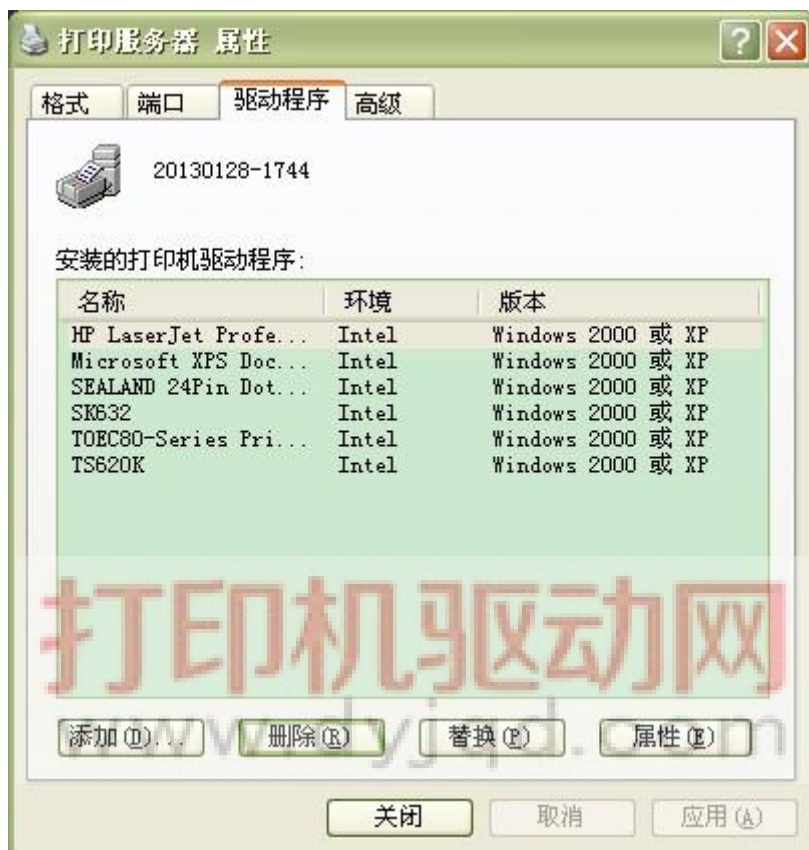 打印服务器 属性
格式 端口 驱动程序 高级
20130128-1744
安装的打印机驱动程序:
名称 环境 版本
HP LaserJet Profe... Intel Windows 2000 或 XP
Microsoft XPS Doc... Intel Windows 2000 或 XP
SEALAND 24Pin Dot... Intel Windows 2000 或 XP
SK632 Intel Windows 2000 或 XP
TOEC80-Series Pri... Intel Windows 2000 或 XP
TS620K Intel Windows 2000 或 XP
打印机驱动网
www.dyjqd.com
添加(D)... 删除(R) 替换(P) 属性(E)
关闭 取消 应用(A)